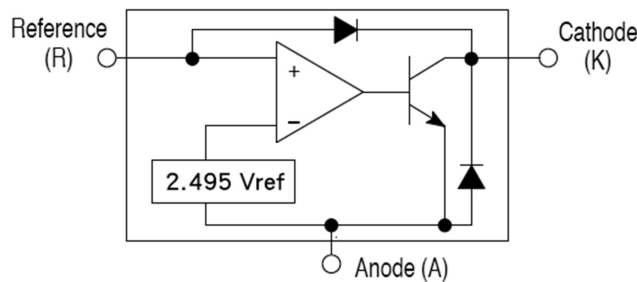 Reference
(R)
Cathode
(K)
+
−
2.495 Vref
Anode (A)